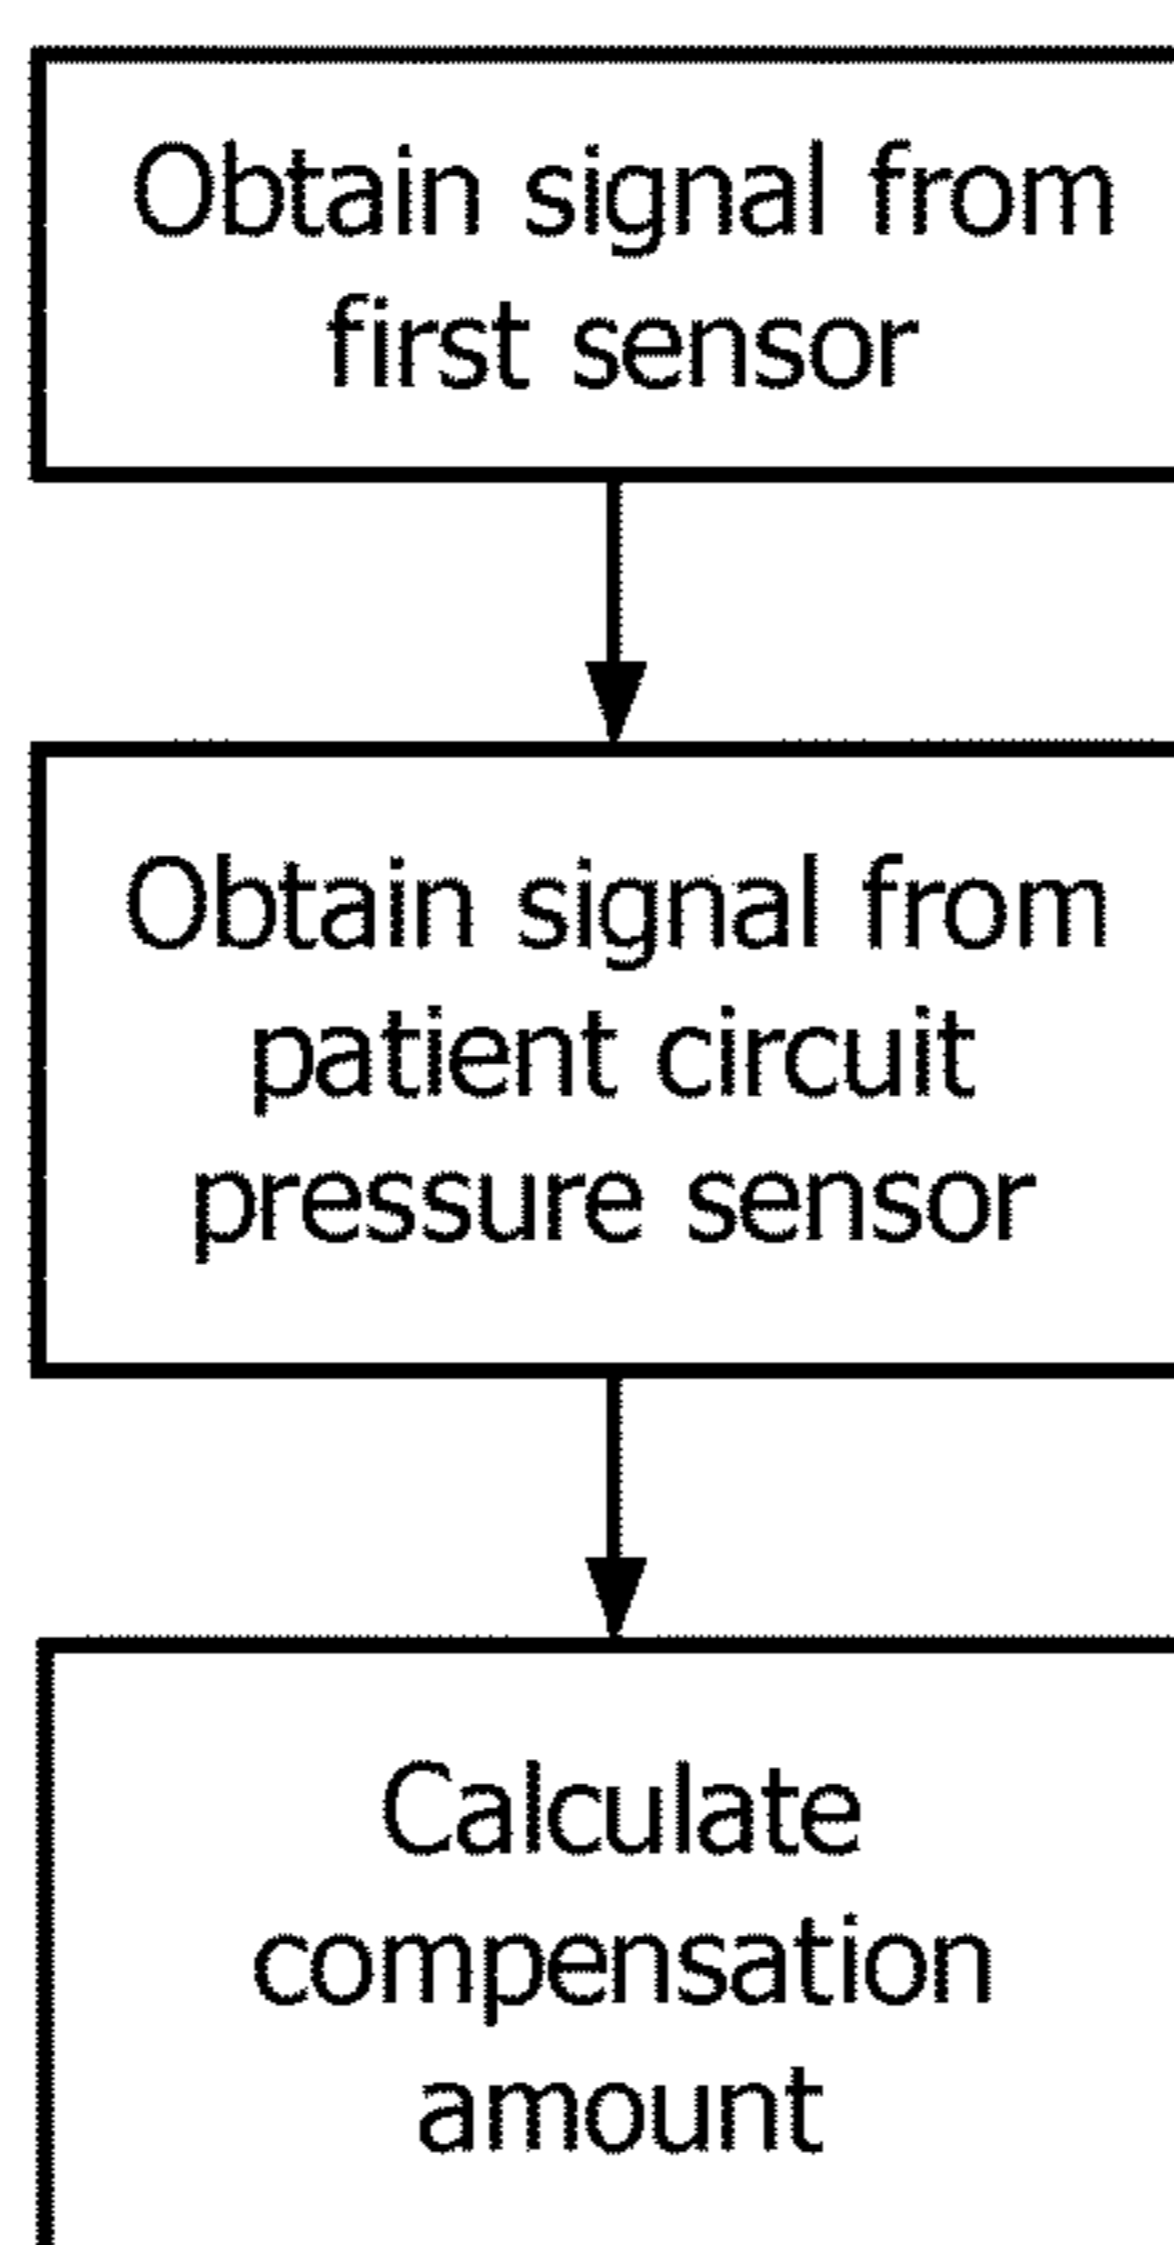 Obtain signal from
first sensor
Obtain signal from
patient circuit
pressure sensor
Calculate
compensation
amount